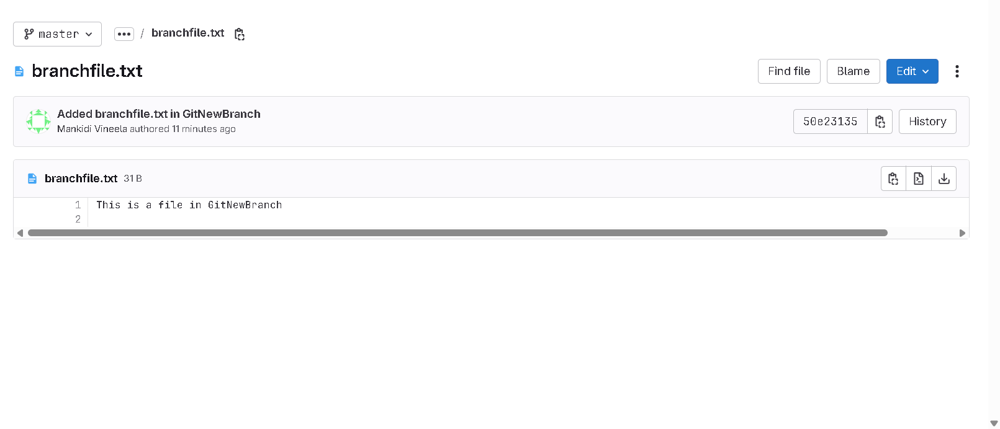 master
••• / branchfile.txt
branchfile.txt
Find file
Blame
Edit
Added branchfile.txt in GitNewBranch
Mankidi Vineela authored 11 minutes ago
50e23135
History
branchfile.txt 31 B
1 This is a file in GitNewBranch
2